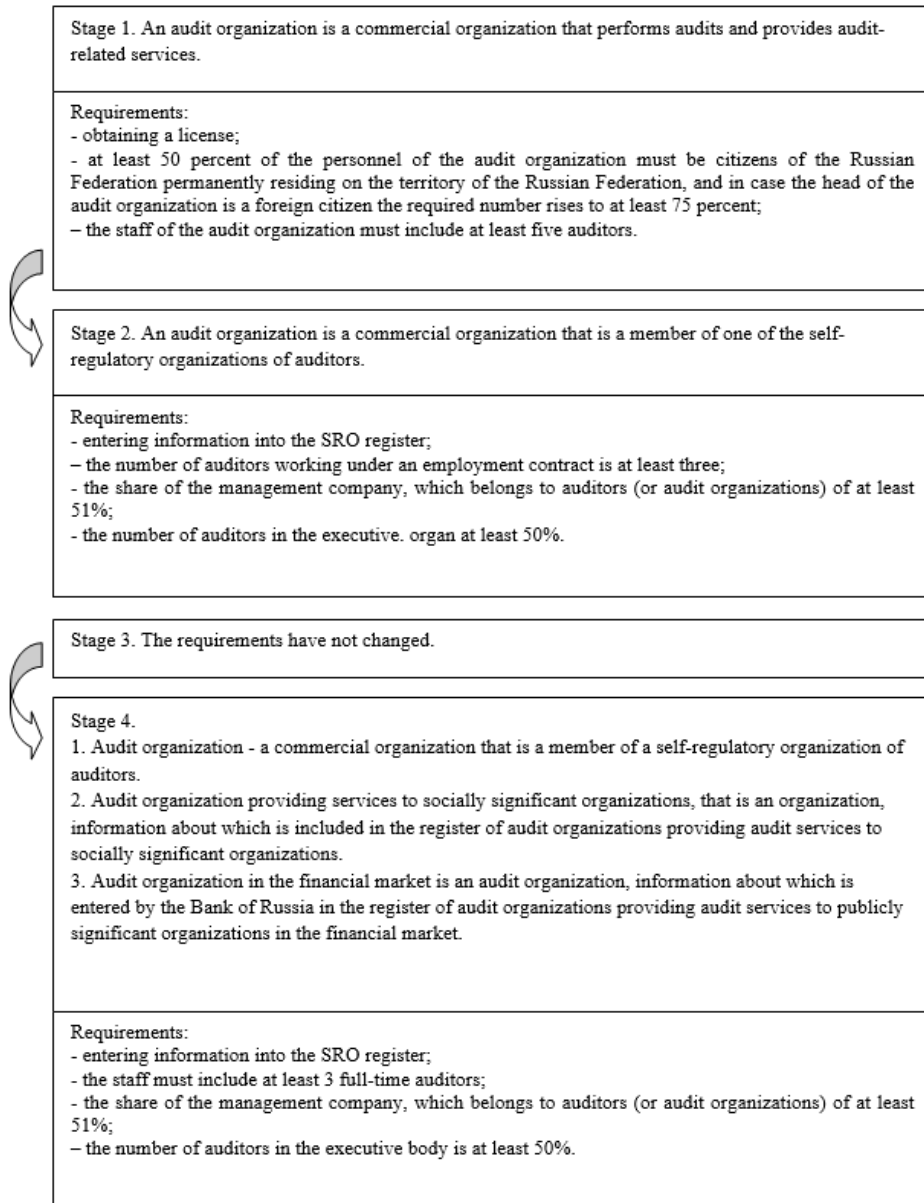 Stage 1. An audit organization is a commercial organization that performs audits and provides audit-
related services.
Requirements:
- obtaining a license;
- at least 50 percent of the personnel of the audit organization must be citizens of the Russian
Federation permanently residing on the territory of the Russian Federation, and in case the head of the
audit organization is a foreign citizen the required number rises to at least 75 percent;
– the staff of the audit organization must include at least five auditors.
Stage 2. An audit organization is a commercial organization that is a member of one of the self-
regulatory organizations of auditors.
Requirements:
- entering information into the SRO register;
– the number of auditors working under an employment contract is at least three;
- the share of the management company, which belongs to auditors (or audit organizations) of at least
51%;
- the number of auditors in the executive. organ at least 50%.
Stage 3. The requirements have not changed.
Stage 4.
1. Audit organization - a commercial organization that is a member of a self-regulatory organization of
auditors.
2. Audit organization providing services to socially significant organizations, that is an organization,
information about which is included in the register of audit organizations providing audit services to
socially significant organizations.
3. Audit organization in the financial market is an audit organization, information about which is
entered by the Bank of Russia in the register of audit organizations providing audit services to publicly
significant organizations in the financial market.
Requirements:
- entering information into the SRO register;
- the staff must include at least 3 full-time auditors;
- the share of the management company, which belongs to auditors (or audit organizations) of at least
51%;
– the number of auditors in the executive body is at least 50%.